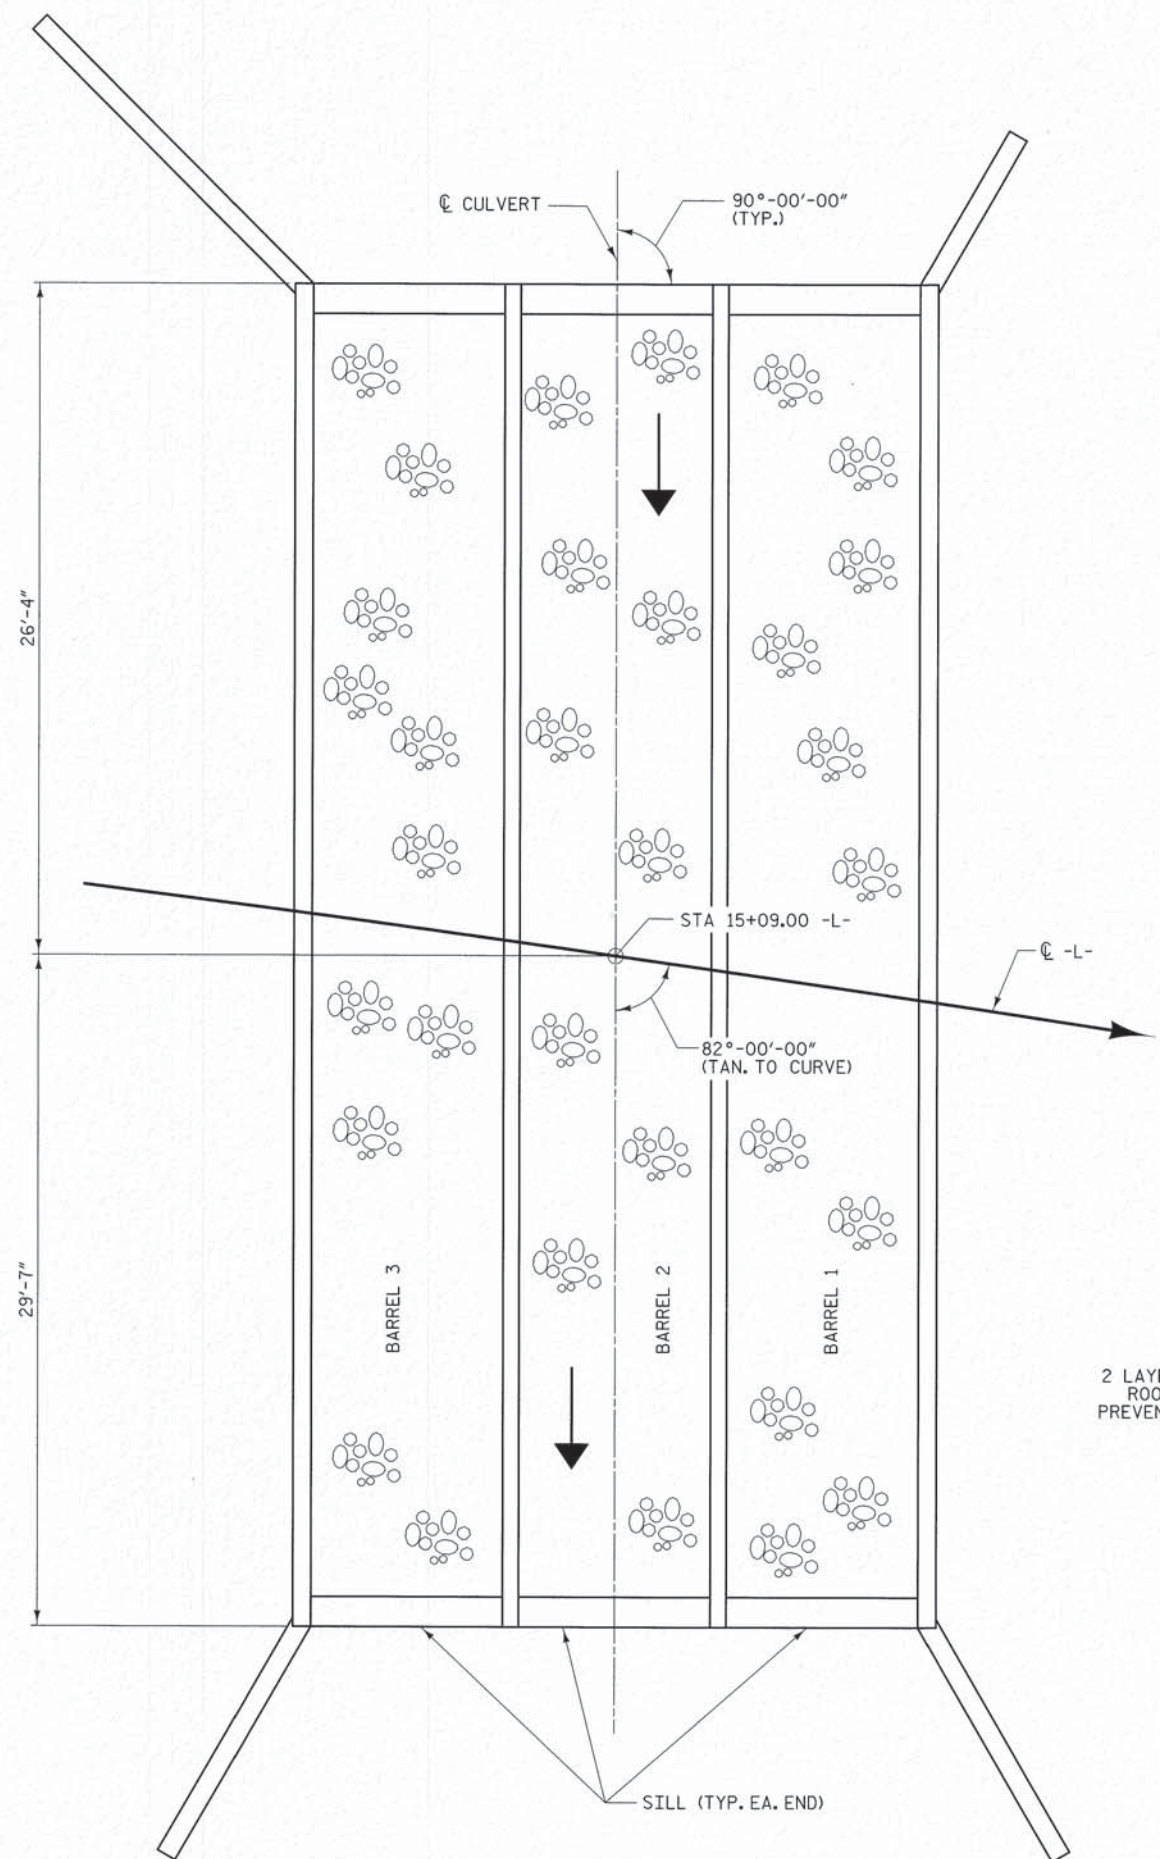 ℄ CULVERT
90°-00'-00"
(TYP.)
26'-4"
STA 15+09.00 -L-
℄ -L-
82°-00'-00"
(TAN. TO CURVE)
29'-7"
BARREL 3
BARREL 2
BARREL 1
2 LAYE
ROO
PREVEN
SILL (TYP. EA. END)